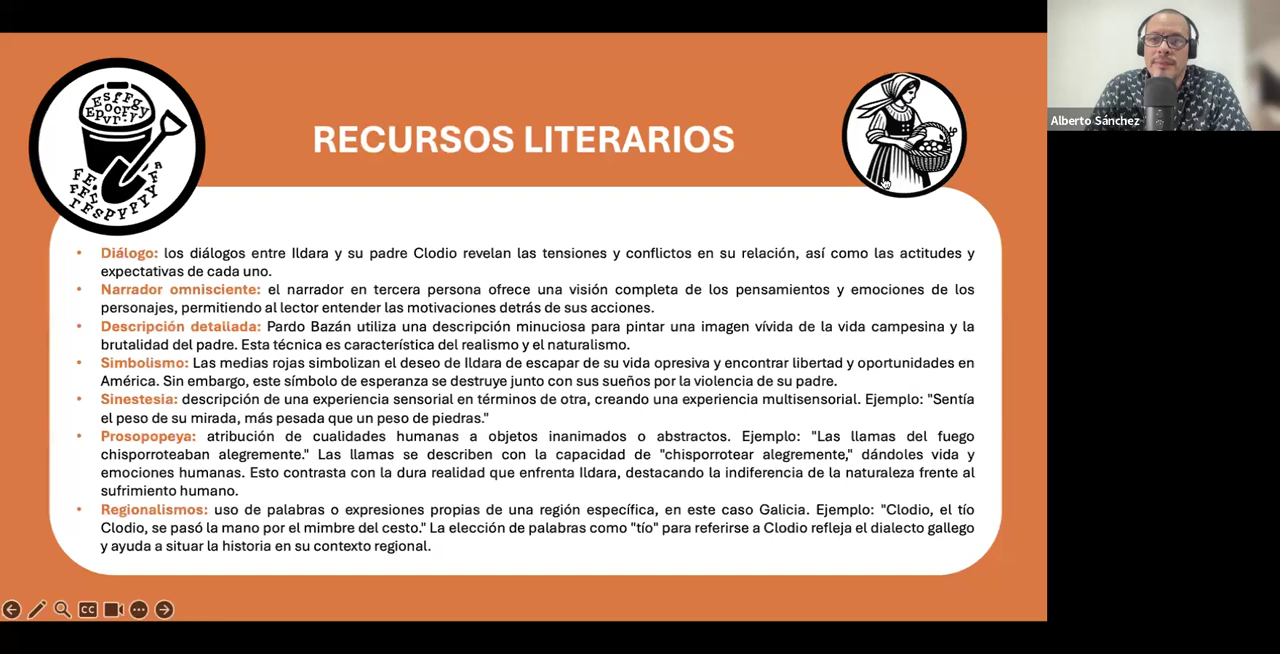 RECURSOS LITERARIOS
Alberto Sánchez
• Diálogo: los diálogos entre Ildara y su padre Clodio revelan las tensiones y conflictos en su relación, así como las actitudes y
expectativas de cada uno.
• Narrador omnisciente: el narrador en tercera persona ofrece una visión completa de los pensamientos y emociones de los
personajes, permitiendo al lector entender las motivaciones detrás de sus acciones.
• Descripción detallada: Pardo Bazán utiliza una descripción minuciosa para pintar una imagen vívida de la vida campesina y la
brutalidad del padre. Esta técnica es característica del realismo y el naturalismo.
• Simbolismo: Las medias rojas simbolizan el deseo de Ildara de escapar de su vida opresiva y encontrar libertad y oportunidades en
América. Sin embargo, este símbolo de esperanza se destruye junto con sus sueños por la violencia de su padre.
• Sinestesia: descripción de una experiencia sensorial en términos de otra, creando una experiencia multisensorial. Ejemplo: "Sentía
el peso de su mirada, más pesada que un peso de piedras."
• Prosopopeya: atribución de cualidades humanas a objetos inanimados o abstractos. Ejemplo: "Las llamas del fuego
chisporroteaban alegremente." Las llamas se describen con la capacidad de "chisporrotear alegremente," dándoles vida y
emociones humanas. Esto contrasta con la dura realidad que enfrenta Ildara, destacando la indiferencia de la naturaleza frente al
sufrimiento humano.
• Regionalismos: uso de palabras o expresiones propias de una región específica, en este caso Galicia. Ejemplo: "Clodio, el tío
Clodio, se pasó la mano por el mimbre del cesto." La elección de palabras como "tío" para referirse a Clodio refleja el dialecto gallego
y ayuda a situar la historia en su contexto regional.
CC